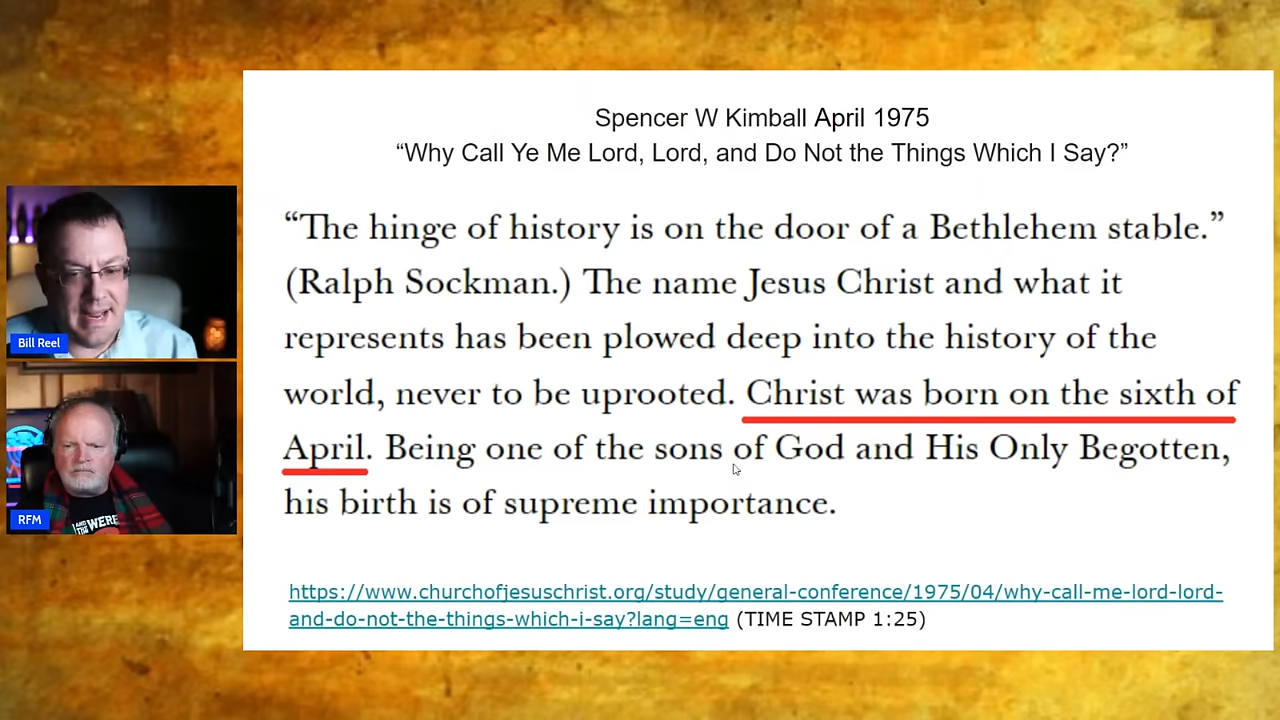 Spencer W Kimball April 1975
“Why Call Ye Me Lord, Lord, and Do Not the Things Which I Say?”
“The hinge of history is on the door of a Bethlehem stable.”
(Ralph Sockman.) The name Jesus Christ and what it
represents has been plowed deep into the history of the
world, never to be uprooted. Christ was born on the sixth of
April. Being one of the sons of God and His Only Begotten,
his birth is of supreme importance.
https://www.churchofjesuschrist.org/study/general-conference/1975/04/why-call-me-lord-lord-
and-do-not-the-things-which-i-say?lang=eng (TIME STAMP 1:25)
Bill Reel
RFM
AND
THE WERE